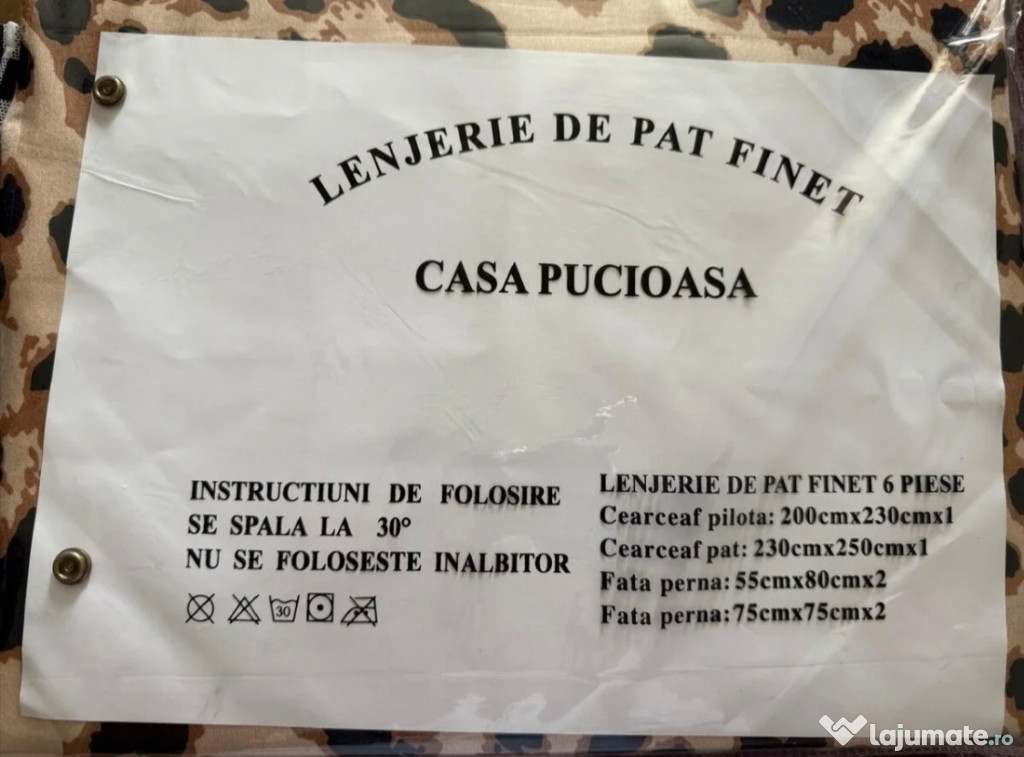 LENJERIE DE PAT FINET
CASA PUCIOASA
INSTRUCTIUNI DE FOLOSIRE
SE SPALA LA 30°
NU SE FOLOSESTE INALBITOR
30
LENJERIE DE PAT FINET 6 PIESE
Cearceaf pilota: 200cmx230cmx1
Cearceaf pat: 230cmx250cmx1
Fata perna: 55cmx80cmx2
Fata perna: 75cmx75cmx2
lajumate.ro